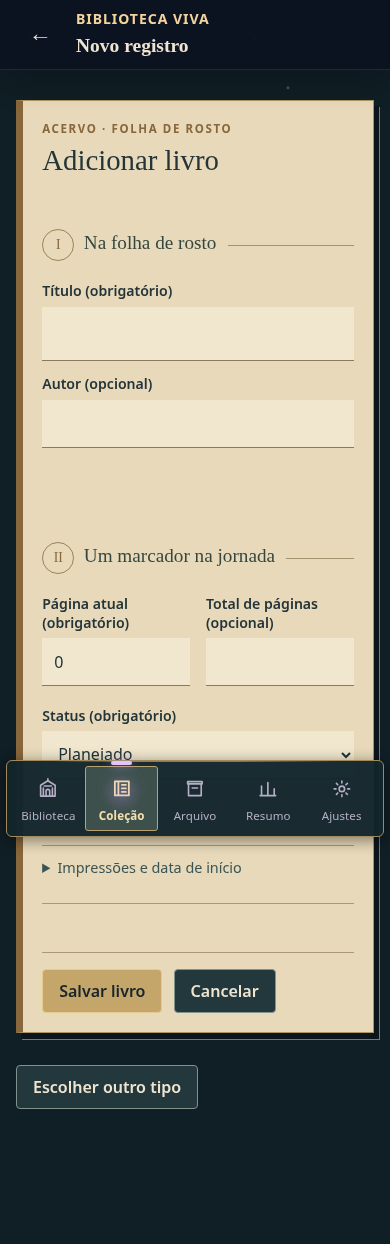 ←
BIBLIOTECA VIVA
Novo registro
ACERVO · FOLHA DE ROSTO
Adicionar livro
I
Na folha de rosto
Título (obrigatório)
Autor (opcional)
II
Um marcador na jornada
Página atual (obrigatório)
Total de páginas (opcional)
0
Status (obrigatório)
Planejado
Biblioteca
Coleção
Arquivo
Resumo
Ajustes
Impressões e data de início
Salvar livro
Cancelar
Escolher outro tipo